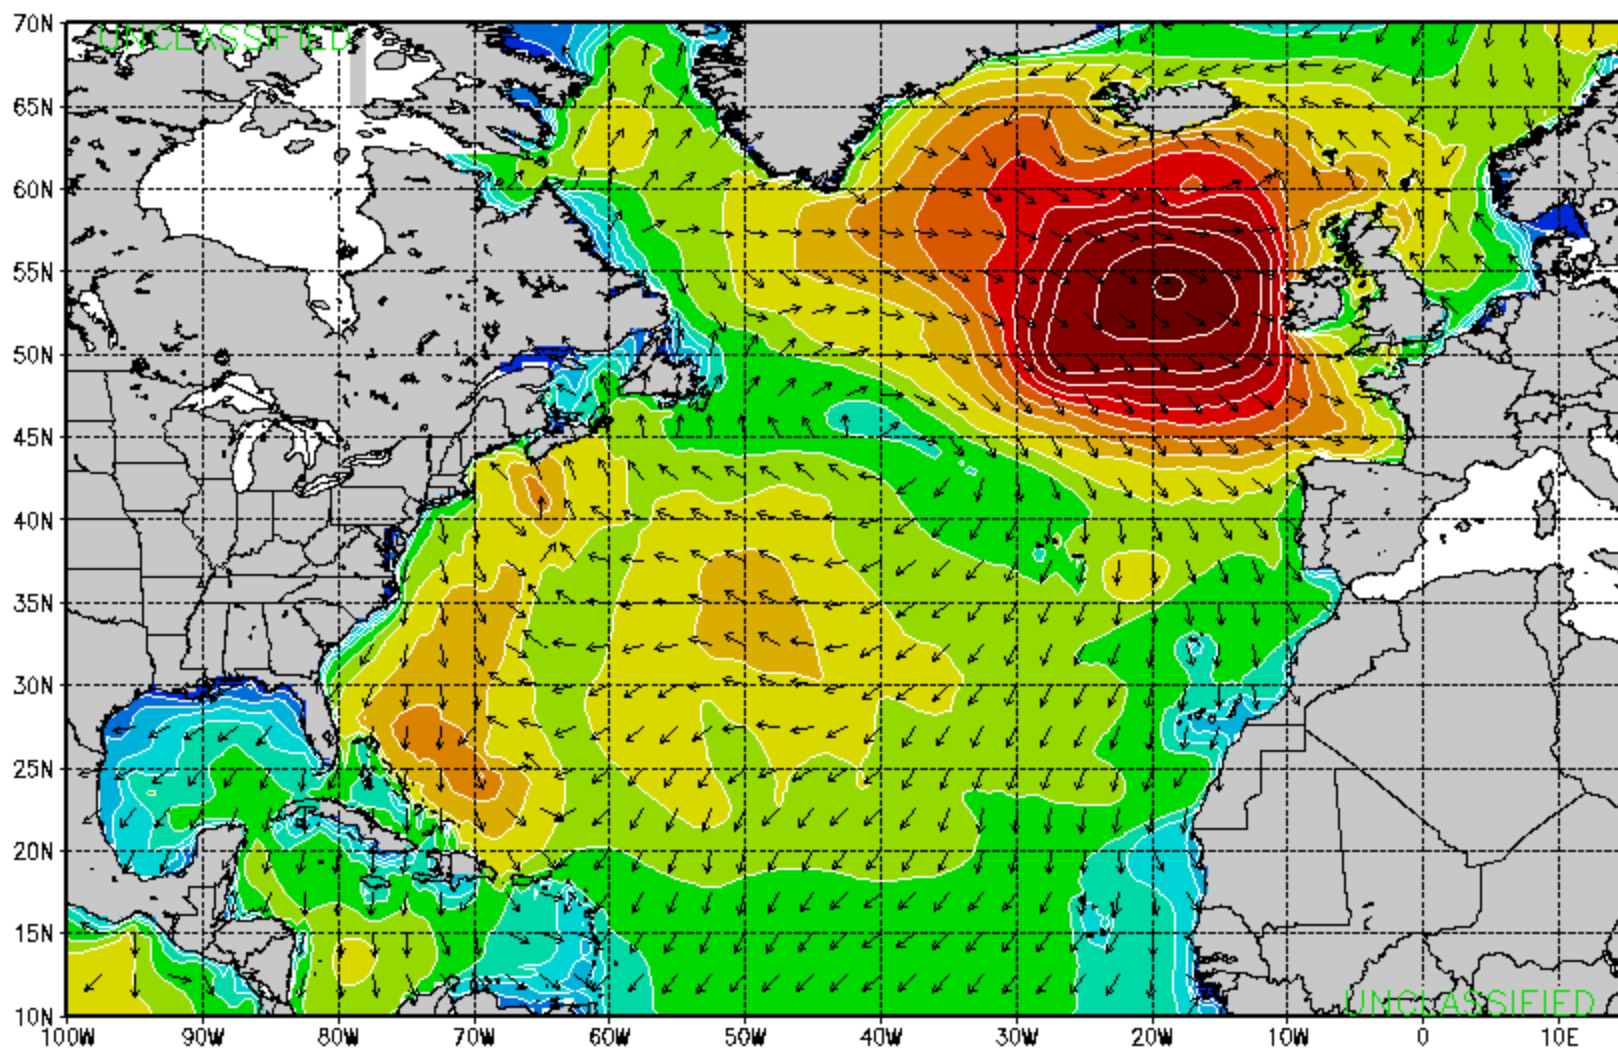 UNCLASSIFIED
70N
65N
60N
55N
50N
45N
40N
35N
30N
25N
20N
15N
10N
UNCLASSIFIED
100W 90W 80W 70W 60W 50W 40W 30W 20W 10W 0 10E